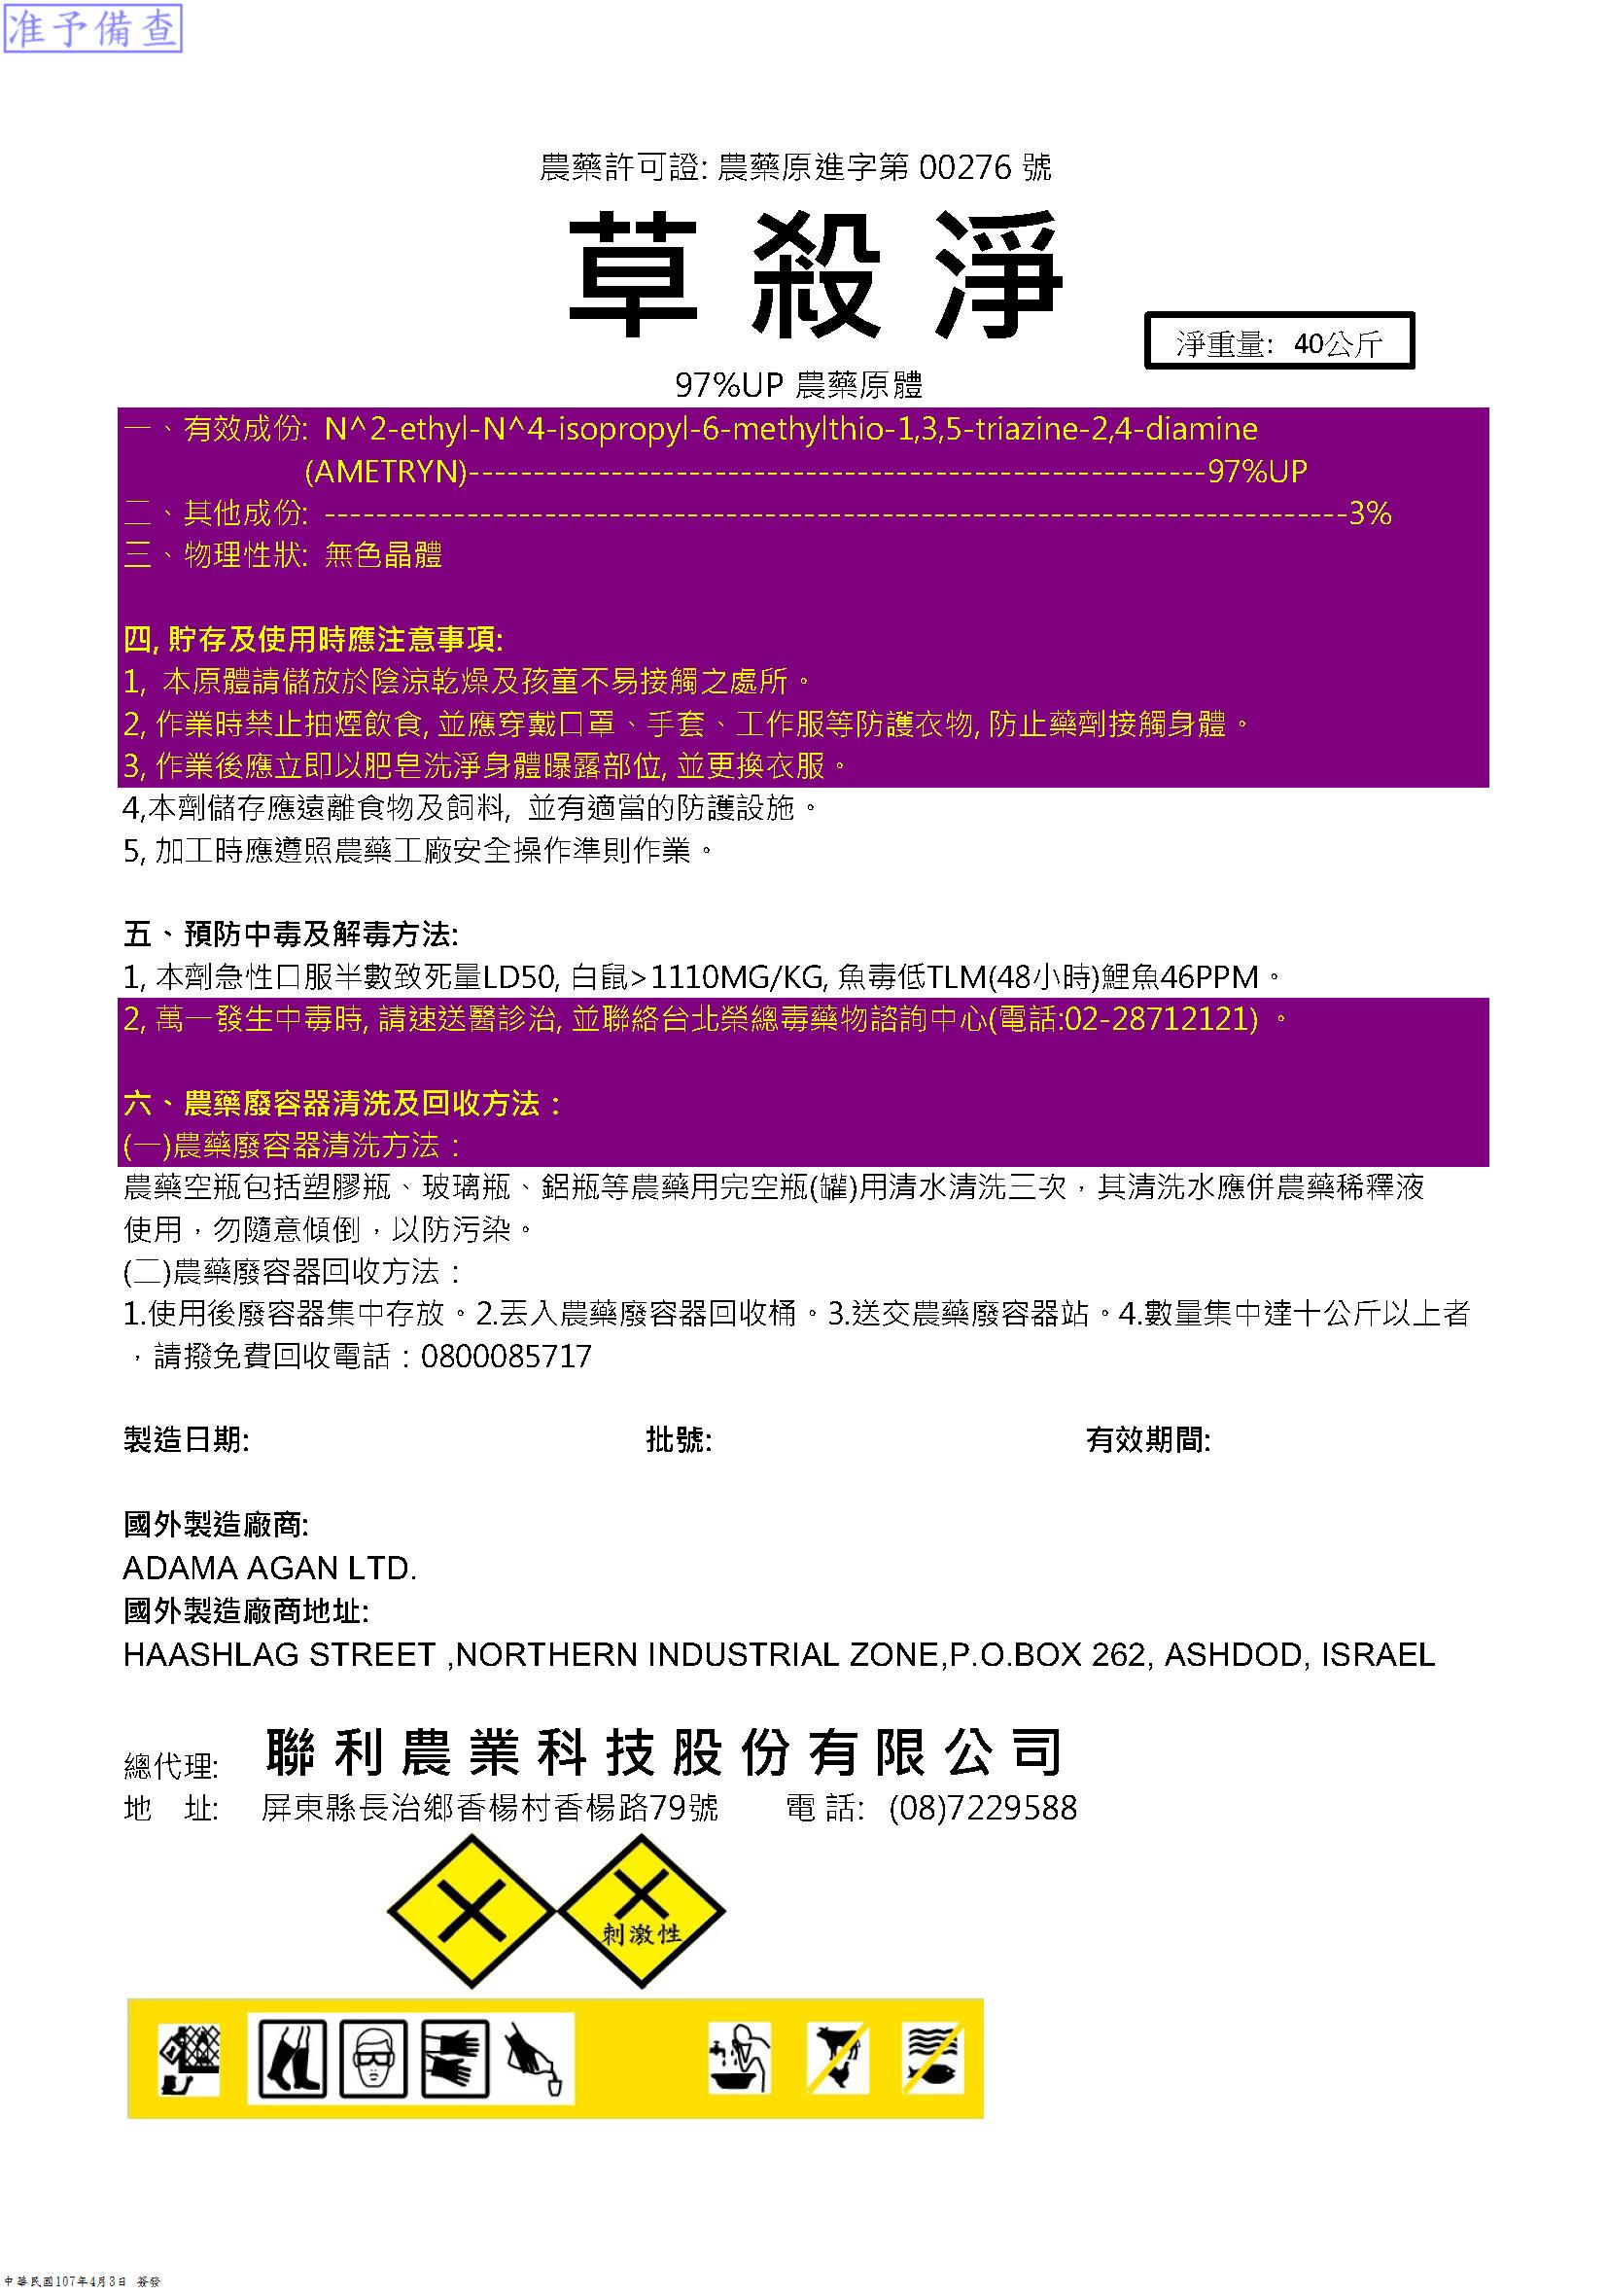 准予備查
農藥許可證: 農藥原進字第 00276 號
草殺淨
淨重量: 40公斤
97%UP 農藥原體
一、有效成份: N^2-ethyl-N^4-isopropyl-6-methylthio-1,3,5-triazine-2,4-diamine
(AMETRYN)---------------------------------------------------------97%UP
二、其他成份: -------------------------------------------------------------------------------3%
三、物理性狀: 無色晶體
四, 貯存及使用時應注意事項:
1, 本原體請儲放於陰涼乾燥及孩童不易接觸之處所。
2, 作業時禁止抽煙飲食, 並應穿戴口罩、手套、工作服等防護衣物, 防止藥劑接觸身體。
3, 作業後應立即以肥皂洗淨身體曝露部位, 並更換衣服。
4,本劑儲存應遠離食物及飼料, 並有適當的防護設施。
5, 加工時應遵照農藥工廠安全操作準則作業。
五、預防中毒及解毒方法:
1, 本劑急性口服半數致死量LD50, 白鼠>1110MG/KG, 魚毒低TLM(48小時)鯉魚46PPM。
2, 萬一發生中毒時, 請速送醫診治, 並聯絡台北榮總毒藥物諮詢中心(電話:02-28712121) 。
六、農藥廢容器清洗及回收方法：
(一)農藥廢容器清洗方法：
農藥空瓶包括塑膠瓶、玻璃瓶、鋁瓶等農藥用完空瓶(罐)用清水清洗三次，其清洗水應併農藥稀釋液
使用，勿隨意傾倒，以防污染。
(二)農藥廢容器回收方法：
1.使用後廢容器集中存放。2.丟入農藥廢容器回收桶。3.送交農藥廢容器站。4.數量集中達十公斤以上者
，請撥免費回收電話：0800085717
製造日期: 批號: 有效期間:
國外製造廠商:
ADAMA AGAN LTD.
國外製造廠商地址:
HAASHLAG STREET ,NORTHERN INDUSTRIAL ZONE,P.O.BOX 262, ASHDOD, ISRAEL
總代理: 聯利農業科技股份有限公司
地 址: 屏東縣長治鄉香楊村香楊路79號 電 話: (08)7229588
刺激性
中華民國107年4月3日 簽發